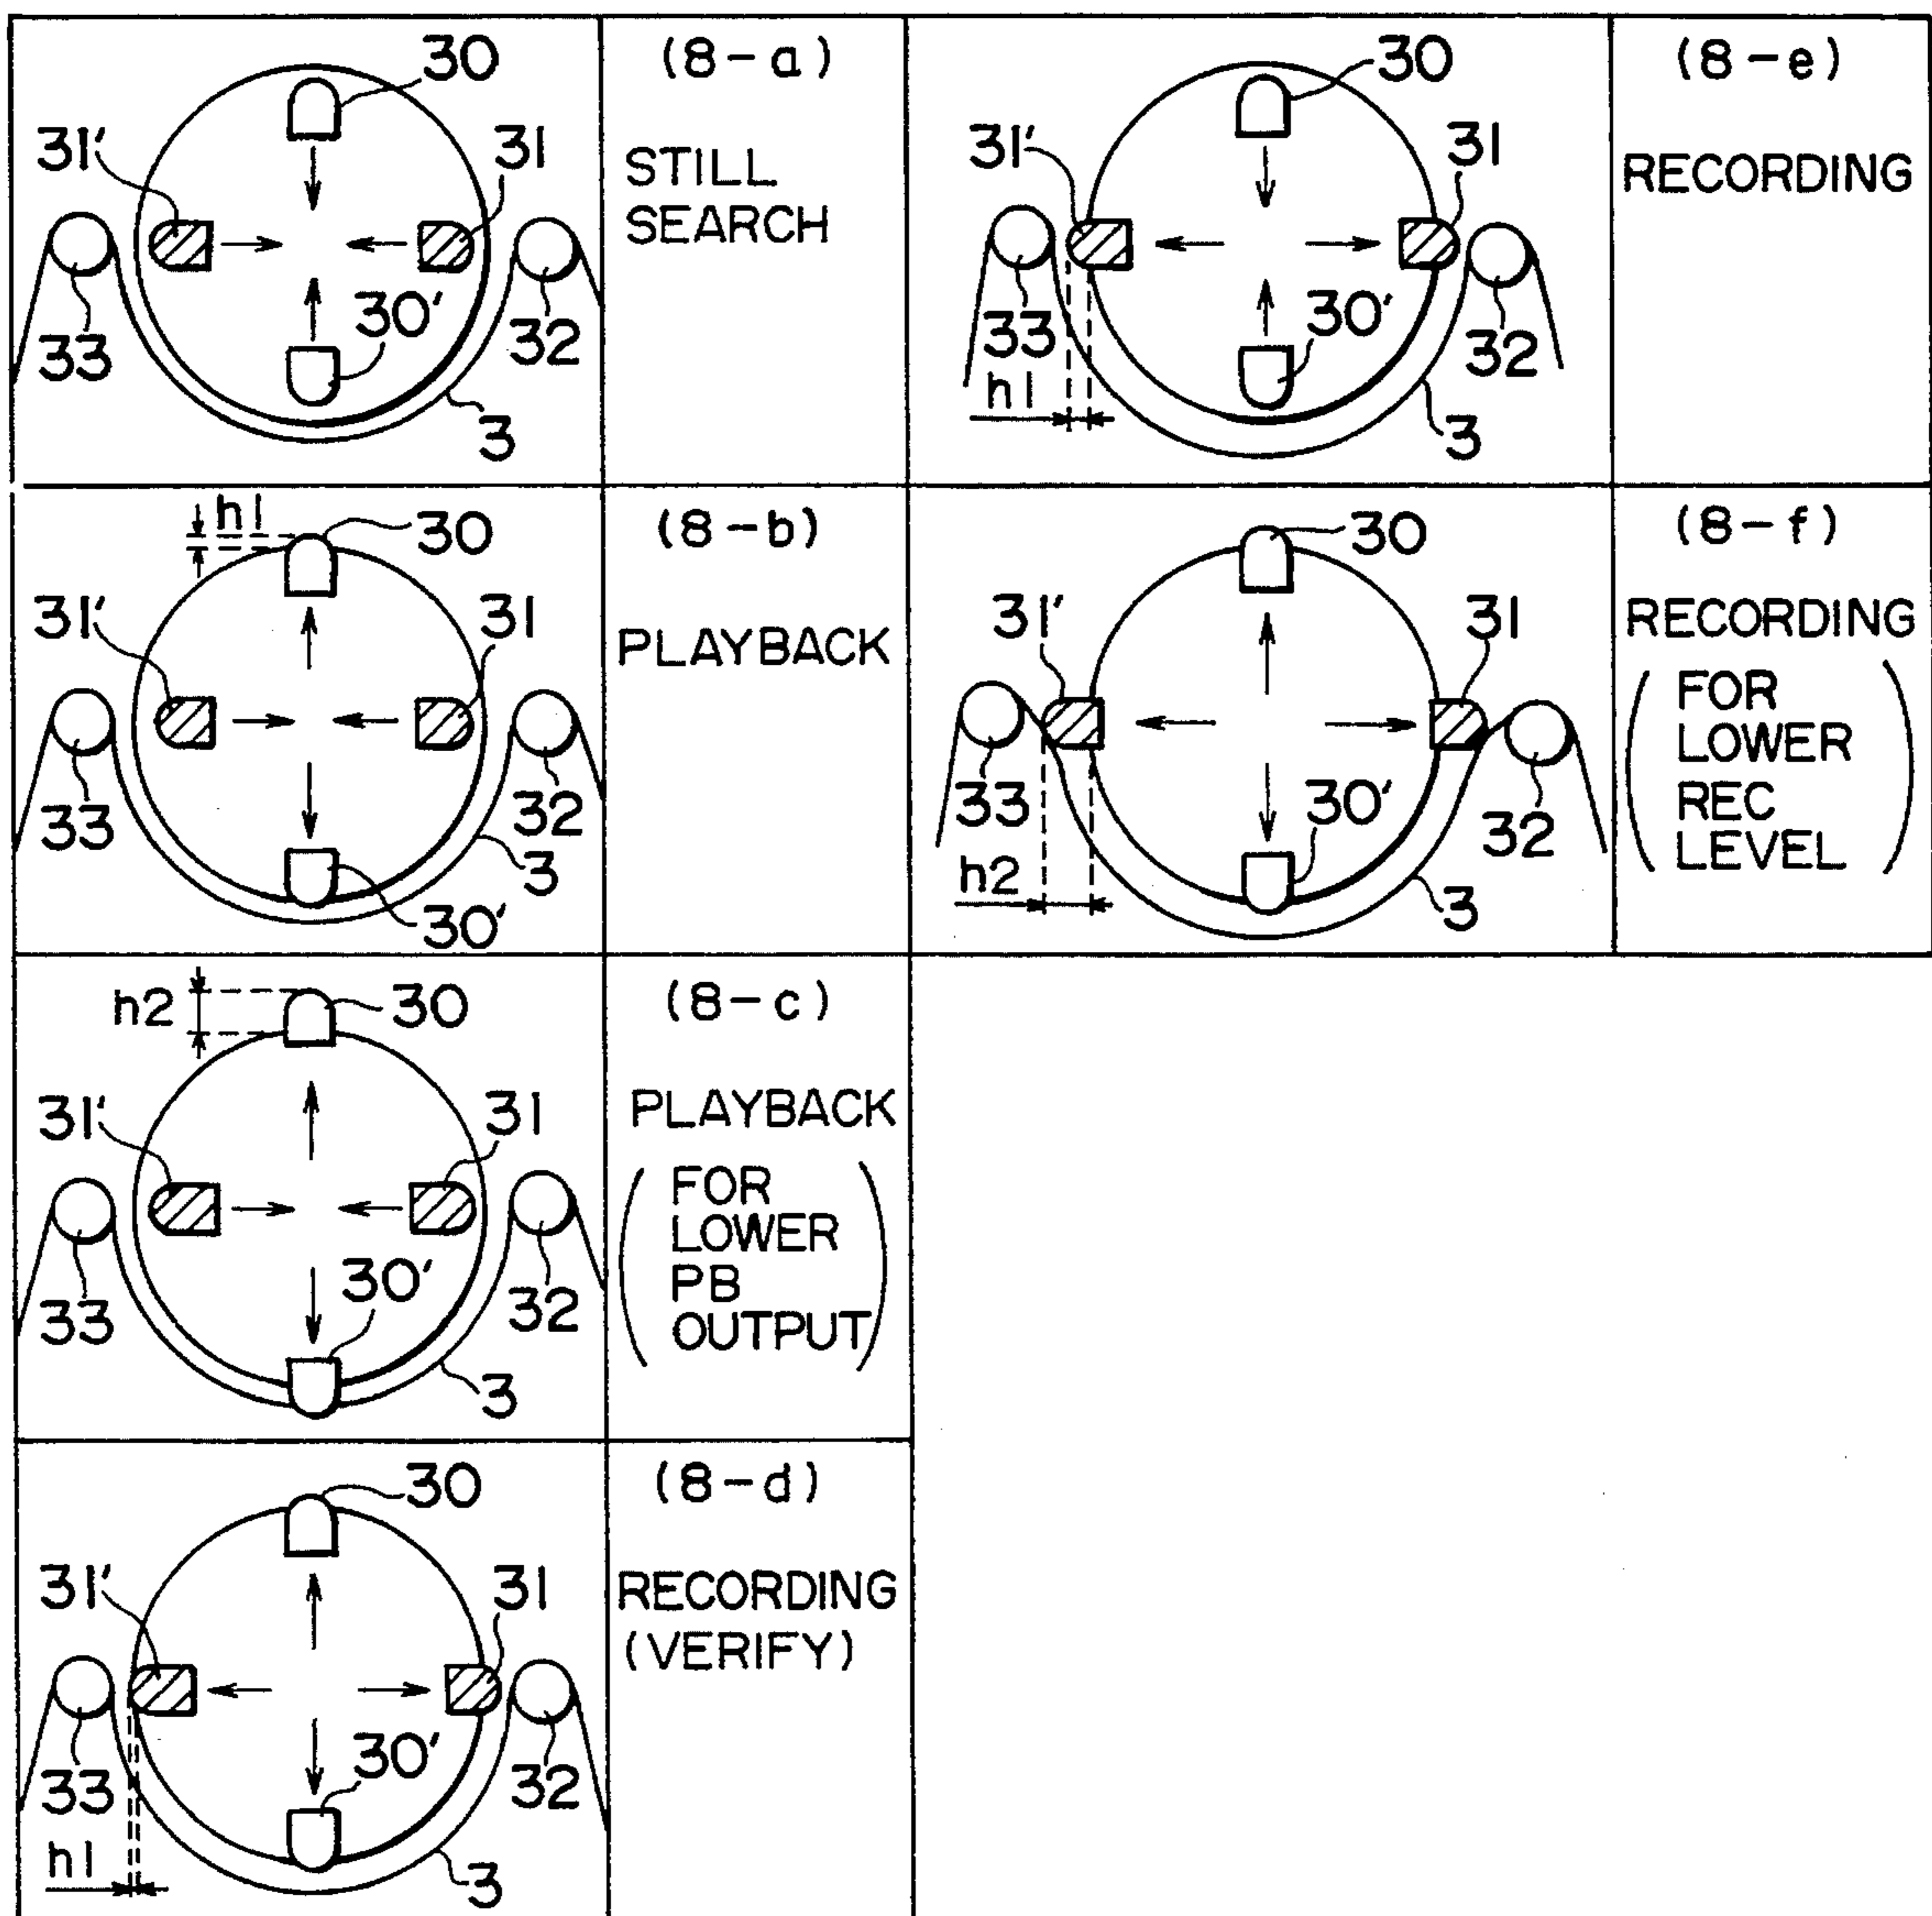 (8-a)
STILL
SEARCH
30
31'
31
33
30'
32
3
(8-b)
PLAYBACK
h1
30
31'
31
33
32
3
30'
(8-c)
PLAYBACK
(FOR
LOWER
PB
OUTPUT)
h2
30
31'
31
30'
33
32
3
(8-d)
RECORDING
(VERIFY)
30
31'
31
30'
33
32
h1
3
(8-e)
RECORDING
30
31'
31
30'
33
32
h1
3
(8-f)
RECORDING
(FOR
LOWER
REC
LEVEL)
30
31'
31
33
30'
32
h2
3